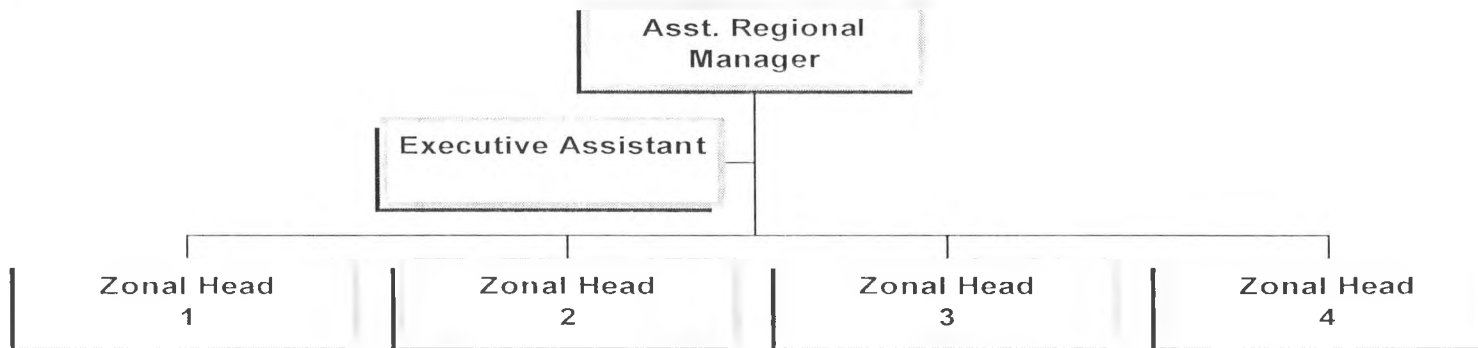 Asst. Regional
Manager
Executive Assistant
Zonal Head
1
Zonal Head
2
Zonal Head
3
Zonal Head
4